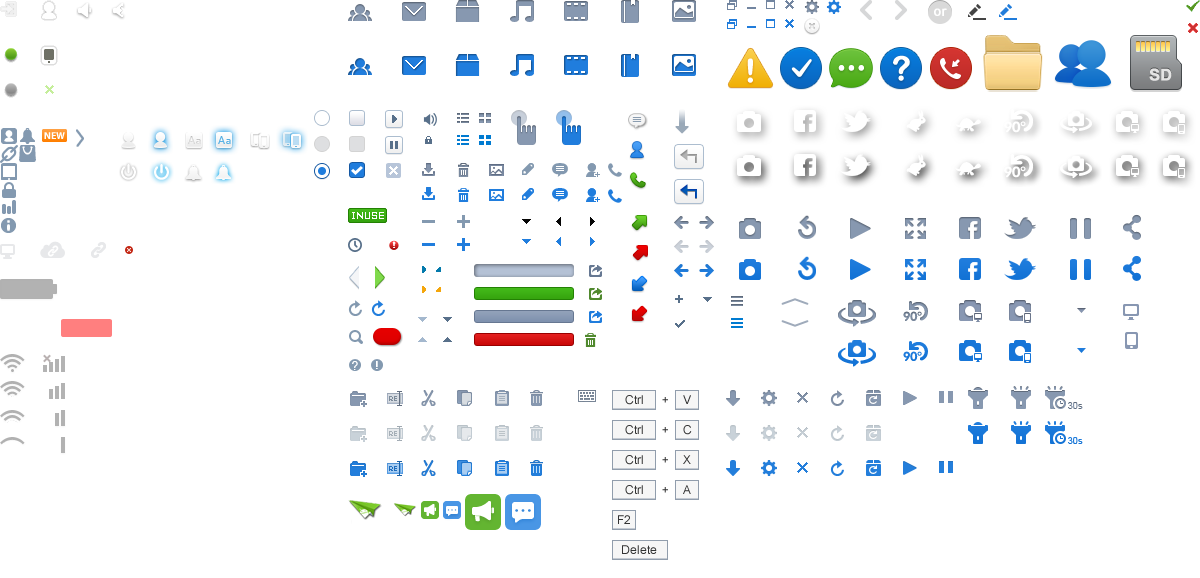 or
SD
NEW
Aa Aa
90° 90°
INUSE
90°
90°
RE
RE
RE
30s
30s
Ctrl + V
Ctrl + C
Ctrl + X
Ctrl + A
F2
Delete